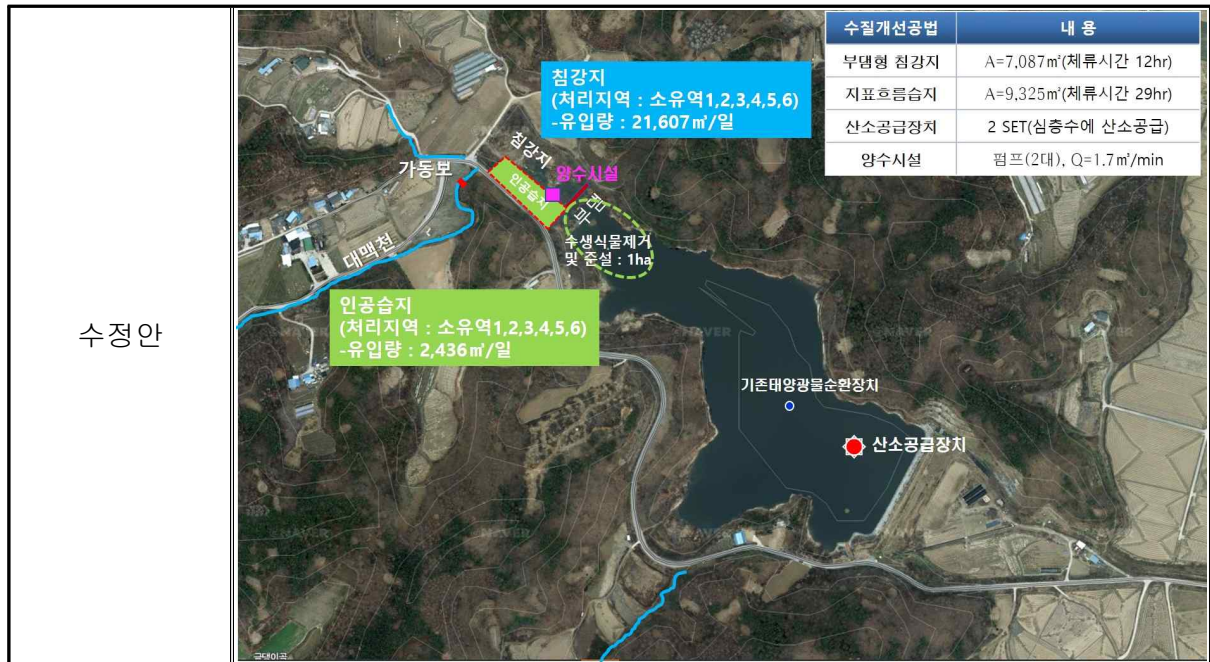 수정안
수질개선공법 내 용
부댐형 침강지 A=7,087㎡(체류시간 12hr)
지표흐름습지 A=9,325㎡(체류시간 29hr)
산소공급장치 2 SET(심층수에 산소공급)
양수시설 펌프(2대), Q=1.7㎥/min
침강지
(처리지역 : 소유역1,2,3,4,5,6)
-유입량 : 21,607㎥/일
가동보
침강지
인공습지
양수시설
수생식물제거
및 준설 : 1ha
대맥천
인공습지
(처리지역 : 소유역1,2,3,4,5,6)
-유입량 : 2,436㎥/일
기존태양광물순환장치
산소공급장치
NAVER
NAVER
NAVER
NAVER
NAVER